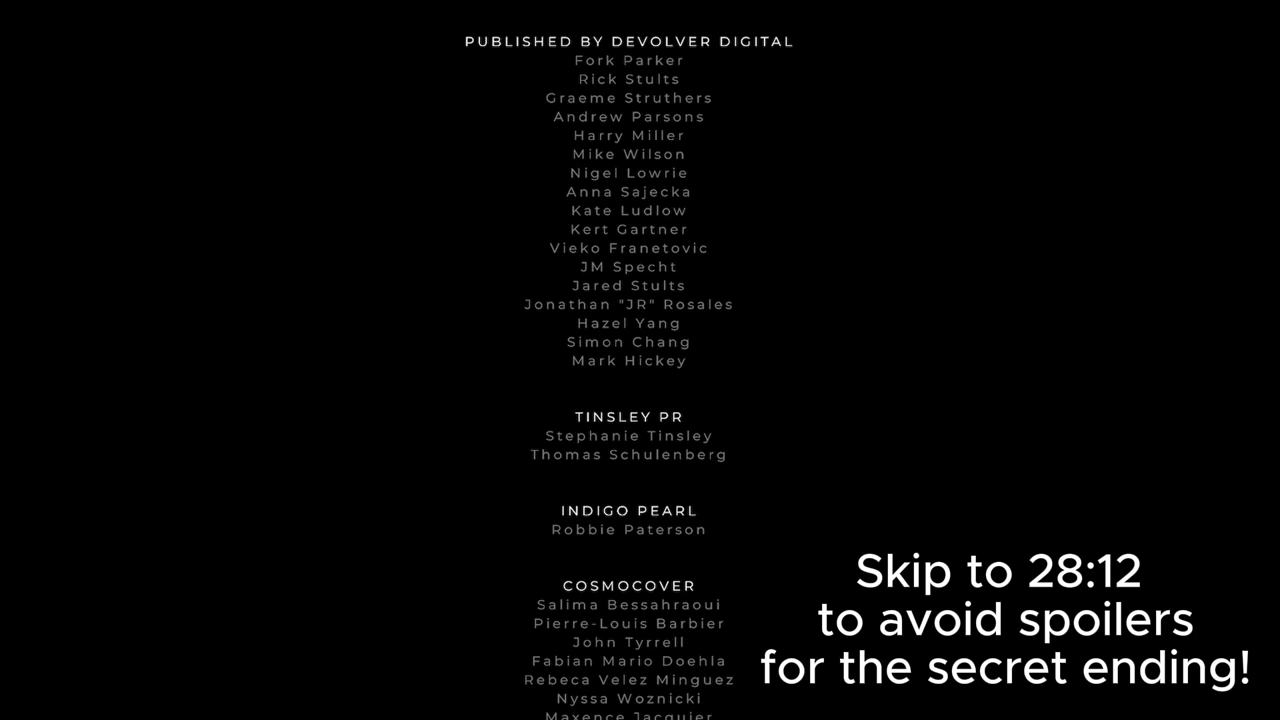 PUBLISHED BY DEVOLVER DIGITAL
Fork Parker
Rick Stults
Graeme Struthers
Andrew Parsons
Harry Miller
Mike Wilson
Nigel Lowrie
Anna Sajecka
Kate Ludlow
Kert Gartner
Vieko Franetovic
JM Specht
Jared Stults
Jonathan "JR" Rosales
Hazel Yang
Simon Chang
Mark Hickey
TINSLEY PR
Stephanie Tinsley
Thomas Schulenberg
INDIGO PEARL
Robbie Paterson
COSMOCOVER
Salima Bessahraoui
Pierre-Louis Barbier
John Tyrrell
Fabian Mario Doehla
Rebeca Velez Minguez
Nyssa Woznicki
Maxence Jacquier
Skip to 28:12
to avoid spoilers
for the secret ending!